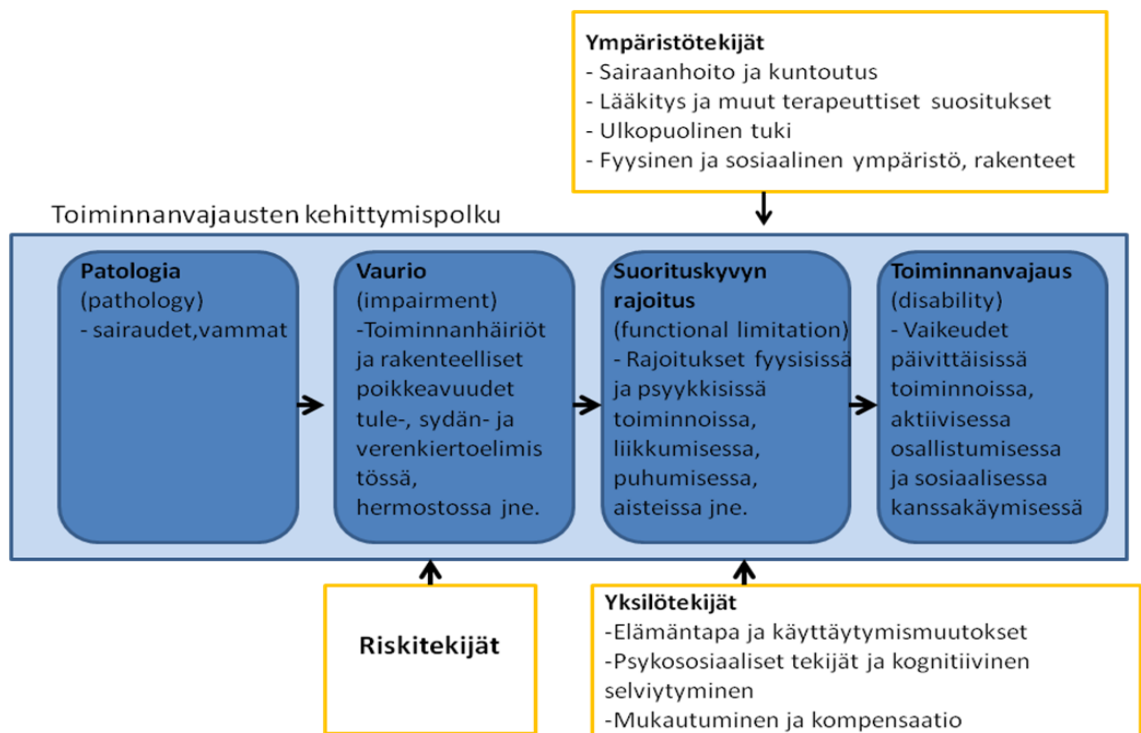 Ympäristötekijät
- Sairaanhoito ja kuntoutus
- Lääkitys ja muut terapeuttiset suositukset
- Ulkopuolinen tuki
- Fyysinen ja sosiaalinen ympäristö, rakenteet
Toiminnanvajausten kehittymispolku
Patologia
(pathology)
- sairaudet,vammat
Vaurio
(impairment)
-Toiminnanhäiriöt
ja rakenteelliset
poikkeavuudet
tule-, sydän- ja
verenkiertoelimis
tössä,
hermostossa jne.
Suorituskyvyn
rajoitus
(functional limitation)
- Rajoitukset fyysisissä
ja psyykkisissä
toiminnoissa,
liikkumisessa,
puhumisessa,
aisteissa jne.
Toiminnanvajaus
(disability)
- Vaikeudet
päivittäisissä
toiminnoissa,
aktiivisessa
osallistumisessa
ja sosiaalisessa
kanssakäymisessä
Riskitekijät
Yksilötekijät
-Elämäntapa ja käyttäytymismuutokset
-Psykososiaaliset tekijät ja kognitiivinen
selviytyminen
-Mukautuminen ja kompensaatio